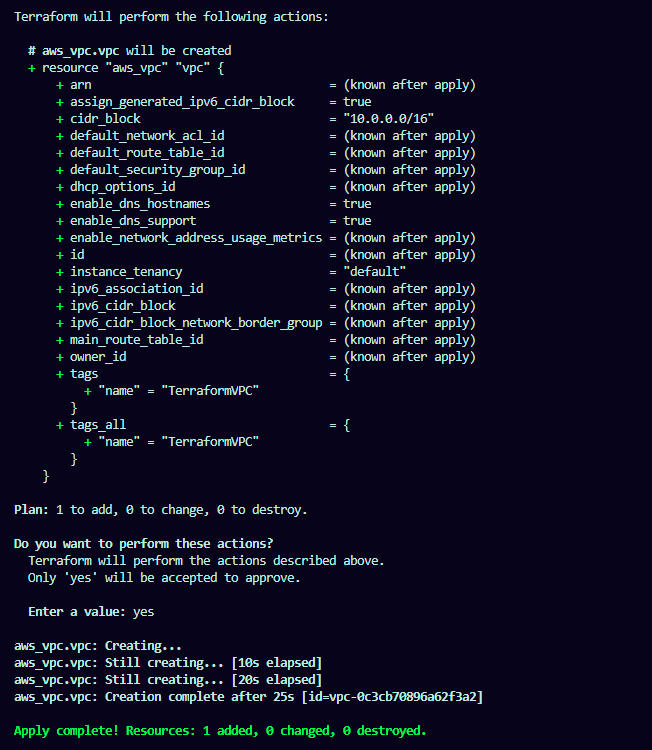 Terraform will perform the following actions:
# aws_vpc.vpc will be created
+ resource "aws_vpc" "vpc" {
+ arn = (known after apply)
+ assign_generated_ipv6_cidr_block = true
+ cidr_block = "10.0.0.0/16"
+ default_network_acl_id = (known after apply)
+ default_route_table_id = (known after apply)
+ default_security_group_id = (known after apply)
+ dhcp_options_id = (known after apply)
+ enable_dns_hostnames = true
+ enable_dns_support = true
+ enable_network_address_usage_metrics = (known after apply)
+ id = (known after apply)
+ instance_tenancy = "default"
+ ipv6_association_id = (known after apply)
+ ipv6_cidr_block = (known after apply)
+ ipv6_cidr_block_network_border_group = (known after apply)
+ main_route_table_id = (known after apply)
+ owner_id = (known after apply)
+ tags = {
+ "name" = "TerraformVPC"
}
+ tags_all = {
+ "name" = "TerraformVPC"
}
}
Plan: 1 to add, 0 to change, 0 to destroy.
Do you want to perform these actions?
Terraform will perform the actions described above.
Only 'yes' will be accepted to approve.
Enter a value: yes
aws_vpc.vpc: Creating...
aws_vpc.vpc: Still creating... [10s elapsed]
aws_vpc.vpc: Still creating... [20s elapsed]
aws_vpc.vpc: Creation complete after 25s [id=vpc-0c3cb70896a62f3a2]
Apply complete! Resources: 1 added, 0 changed, 0 destroyed.